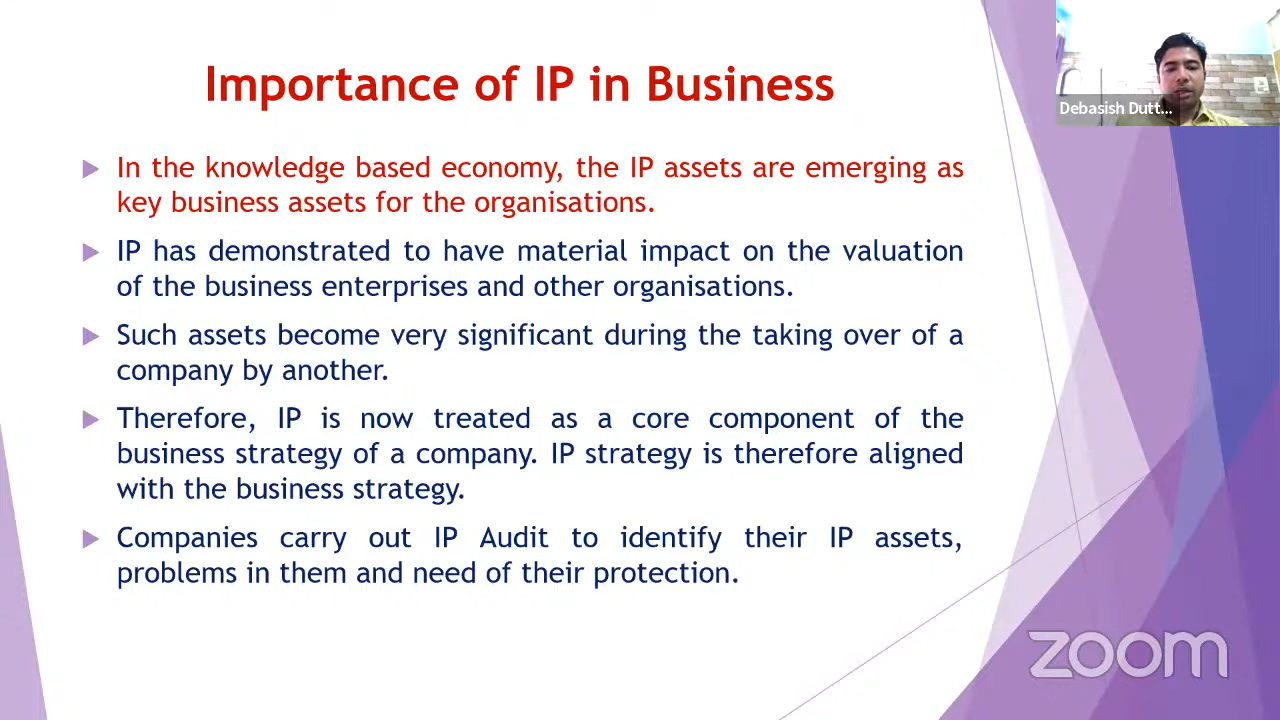 Importance of IP in Business
Debasish Dutt...
In the knowledge based economy, the IP assets are emerging as
key business assets for the organisations.
IP has demonstrated to have material impact on the valuation
of the business enterprises and other organisations.
Such assets become very significant during the taking over of a
company by another.
Therefore, IP is now treated as a core component of the
business strategy of a company. IP strategy is therefore aligned
with the business strategy.
Companies carry out IP Audit to identify their IP assets,
problems in them and need of their protection.
zoom